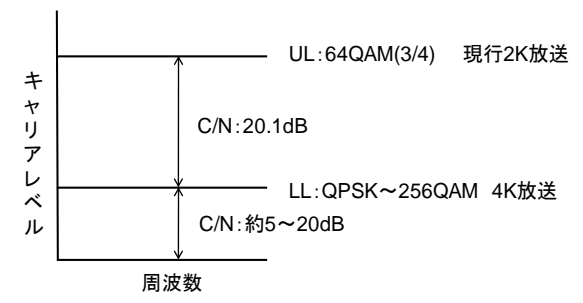 キャリアレベル
UL:64QAM(3/4) 現行2K放送
C/N:20.1dB
LL:QPSK～256QAM 4K放送
C/N:約5～20dB
周波数